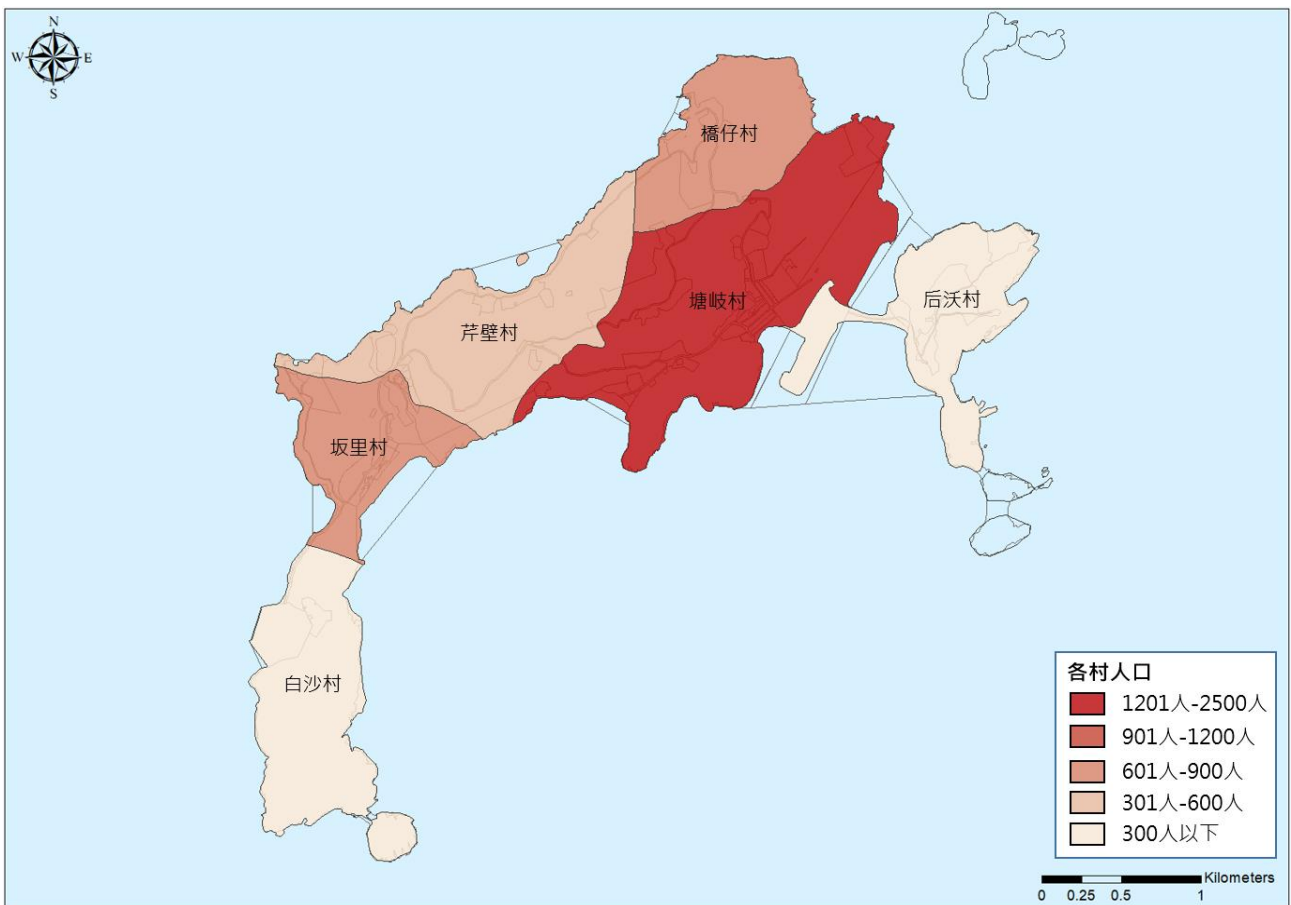 N
W E
S
橋仔村
塘岐村
后沃村
芹壁村
坂里村
白沙村
各村人口
1201人-2500人
901人-1200人
601人-900人
301人-600人
300人以下
Kilometers
0 0.25 0.5 1